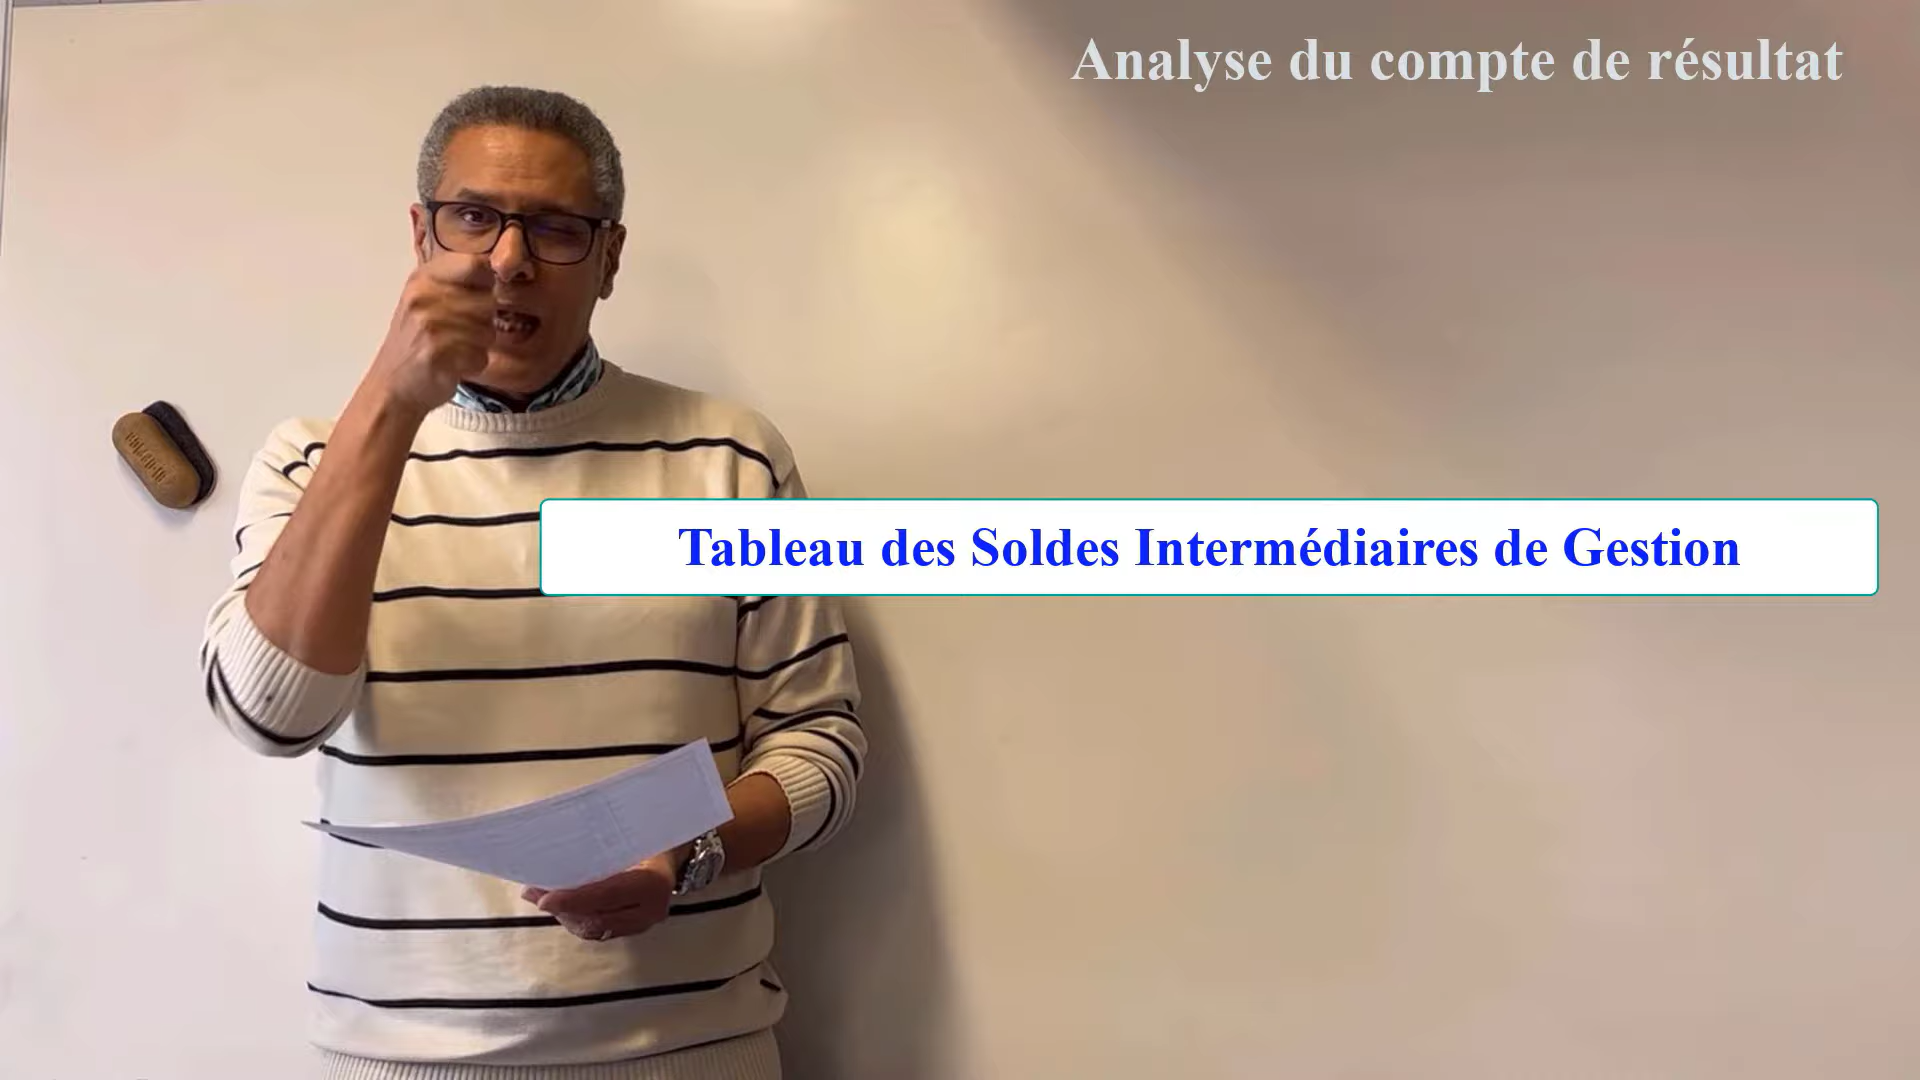 Analyse du compte de résultat
Tableau des Soldes Intermédiaires de Gestion